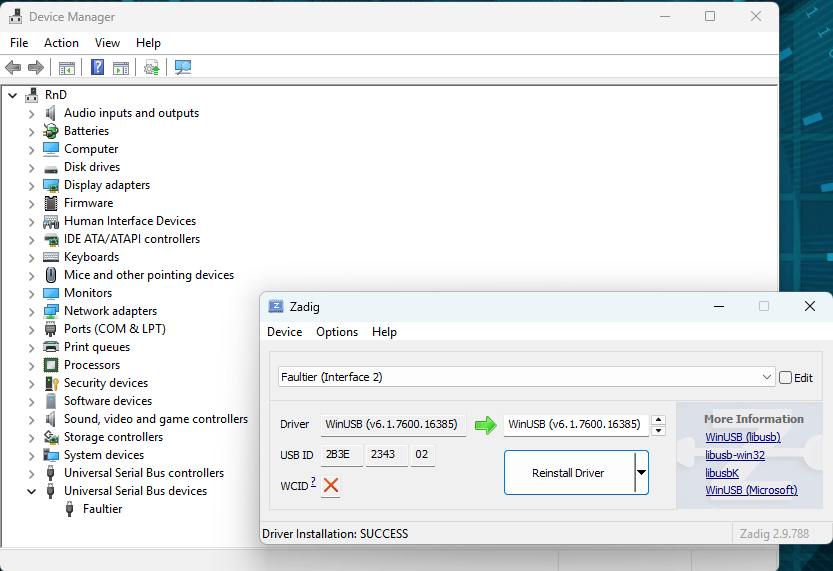 Device Manager
File Action View Help
RnD
Audio inputs and outputs
Batteries
Computer
Disk drives
Display adapters
Firmware
Human Interface Devices
IDE ATA/ATAPI controllers
Keyboards
Mice and other pointing devices
Monitors
Network adapters
Ports (COM & LPT)
Print queues
Processors
Security devices
Software devices
Sound, video and game controllers
Storage controllers
System devices
Universal Serial Bus controllers
Universal Serial Bus devices
Faultier
Zadig
Device Options Help
Faultier (Interface 2) Edit
Driver WinUSB (v6.1.7600.16385) WinUSB (v6.1.7600.16385)
USB ID 2B3E 2343 02
WCID ?
Reinstall Driver
More Information
WinUSB (libusb)
libusb-win32
libusbK
WinUSB (Microsoft)
Driver Installation: SUCCESS Zadig 2.9.788